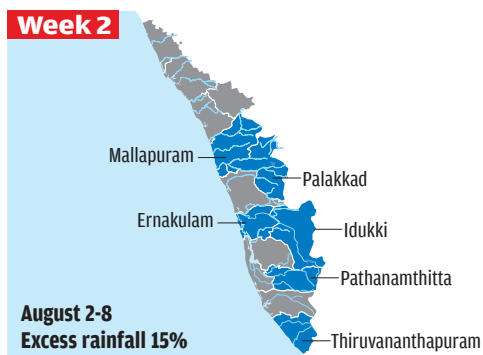 Week 2
Mallapuram
Palakkad
Ernakulam
Idukki
Pathanamthitta
August 2-8
Excess rainfall 15%
Thiruvananthapuram